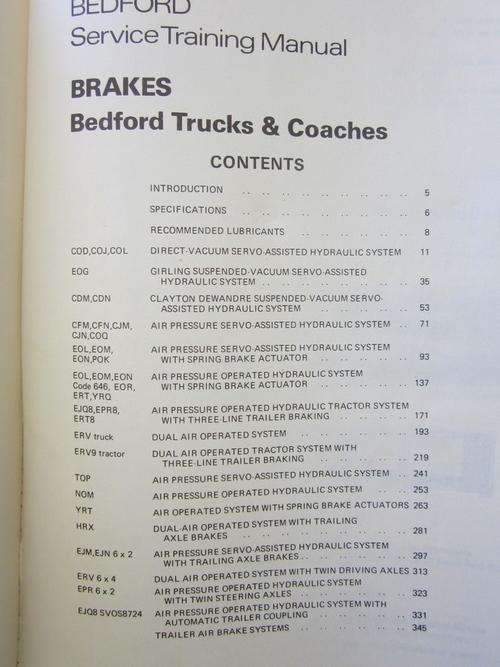 BEDFORD
Service Training Manual
BRAKES
Bedford Trucks & Coaches
CONTENTS
INTRODUCTION .. .. .. .. .. .. .. 5
SPECIFICATIONS .. .. .. .. .. .. .. 6
RECOMMENDED LUBRICANTS .. .. .. .. .. 8
COD,COJ,COL DIRECT-VACUUM SERVO-ASSISTED HYDRAULIC SYSTEM 11
EOG GIRLING SUSPENDED-VACUUM SERVO-ASSISTED
HYDRAULIC SYSTEM .. .. .. .. .. .. 35
CDM,CDN CLAYTON DEWANDRE SUSPENDED-VACUUM SERVO-
ASSISTED HYDRAULIC SYSTEM .. .. .. .. 53
CFM,CFN,CJM, AIR PRESSURE SERVO-ASSISTED HYDRAULIC SYSTEM .. 71
CJN,COQ
EOL,EOM, AIR PRESSURE SERVO-ASSISTED HYDRAULIC SYSTEM
EON,POK WITH SPRING BRAKE ACTUATOR .. .. .. .. 93
EOL,EOM,EON AIR PRESSURE OPERATED HYDRAULIC SYSTEM
Code 646, EOR, WITH SPRING BRAKE ACTUATOR .. .. .. .. 137
ERT,YRQ
EJQ8,EPR8, AIR PRESSURE OPERATED HYDRAULIC TRACTOR SYSTEM
ERT8 WITH THREE-LINE TRAILER BRAKING .. .. .. 171
ERV truck DUAL AIR OPERATED SYSTEM .. .. .. .. .. 193
ERV9 tractor DUAL AIR OPERATED TRACTOR SYSTEM WITH
THREE-LINE TRAILER BRAKING .. .. .. .. 219
TOP AIR PRESSURE SERVO-ASSISTED HYDRAULIC SYSTEM .. 241
NOM AIR PRESSURE OPERATED HYDRAULIC SYSTEM .. .. 253
YRT AIR OPERATED SYSTEM WITH SPRING BRAKE ACTUATORS 263
HRX DUAL-AIR OPERATED SYSTEM WITH TRAILING
AXLE BRAKES .. .. .. .. .. .. .. 281
EJM,EJN 6 x 2 AIR PRESSURE SERVO-ASSISTED HYDRAULIC SYSTEM
WITH TRAILING AXLE BRAKES .. .. .. .. .. 297
ERV 6 x 4 DUAL AIR OPERATED SYSTEM WITH TWIN DRIVING AXLES 313
EPR 6 x 2 AIR PRESSURE OPERATED HYDRAULIC SYSTEM
WITH TWIN STEERING AXLES .. .. .. .. .. 323
EJQ8 SVOS8724 AIR PRESSURE OPERATED HYDRAULIC SYSTEM WITH
AUTOMATIC TRAILER COUPLING .. .. .. .. 331
TRAILER AIR BRAKE SYSTEMS .. .. .. .. .. 345